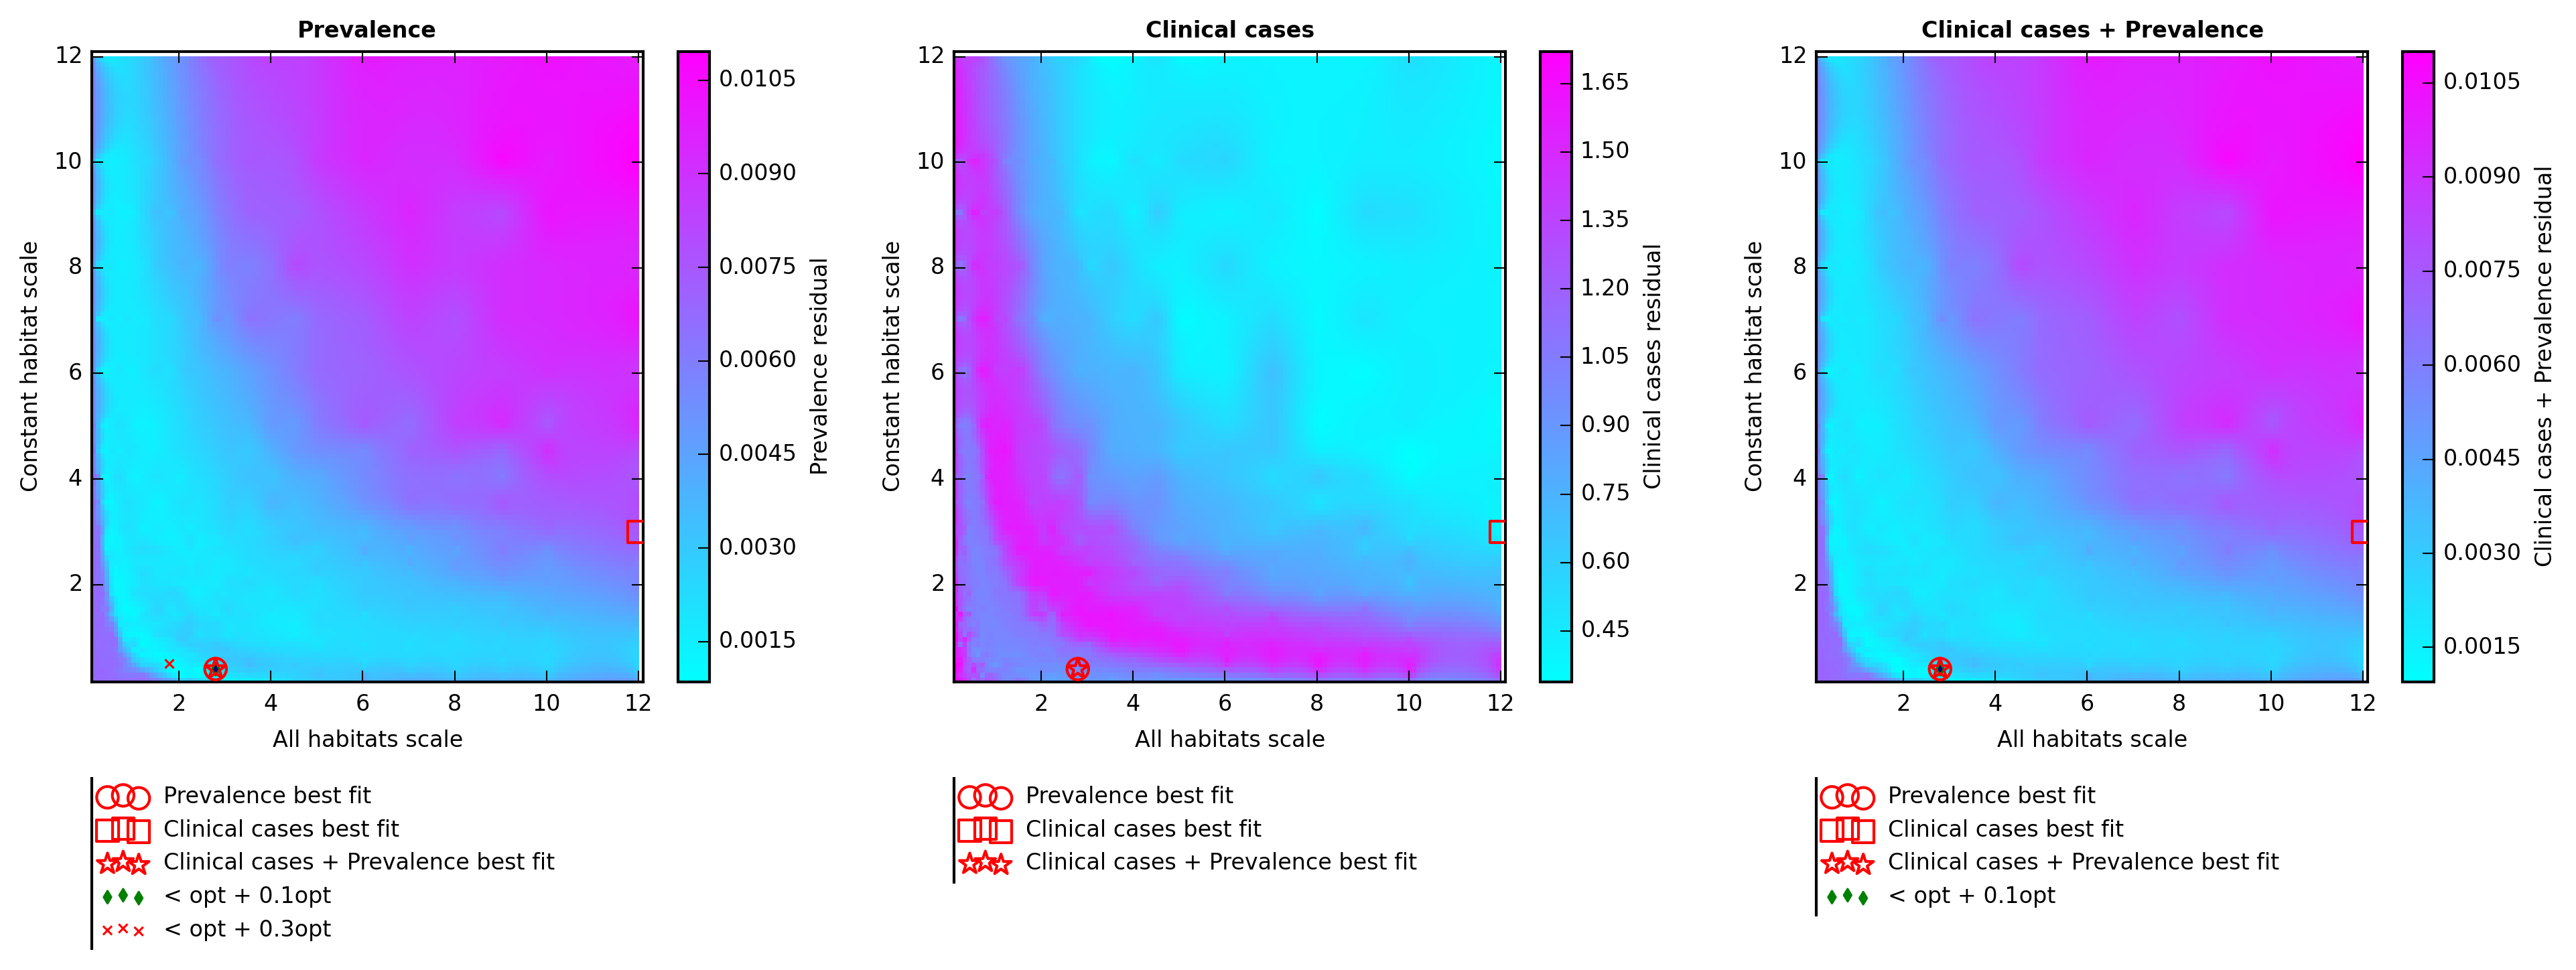 Prevalence
12
10
8
6
4
2
Constant habitat scale
2 4 6 8 10 12
All habitats scale
0.0105
0.0090
0.0075
0.0060
0.0045
0.0030
0.0015
Prevalence residual
Prevalence best fit
Clinical cases best fit
Clinical cases + Prevalence best fit
< opt + 0.1opt
< opt + 0.3opt
Clinical cases
12
10
8
6
4
2
Constant habitat scale
2 4 6 8 10 12
All habitats scale
1.65
1.50
1.35
1.20
1.05
0.90
0.75
0.60
0.45
Clinical cases residual
Prevalence best fit
Clinical cases best fit
Clinical cases + Prevalence best fit
Clinical cases + Prevalence
12
10
8
6
4
2
Constant habitat scale
2 4 6 8 10 12
All habitats scale
0.0105
0.0090
0.0075
0.0060
0.0045
0.0030
0.0015
Clinical cases + Prevalence residual
Prevalence best fit
Clinical cases best fit
Clinical cases + Prevalence best fit
< opt + 0.1opt